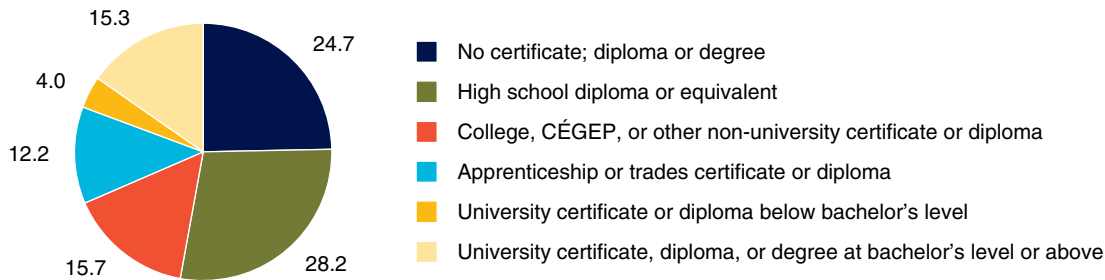 15.3
24.7
4.0
12.2
15.7
28.2
No certificate; diploma or degree
High school diploma or equivalent
College, CÉGEP, or other non-university certificate or diploma
Apprenticeship or trades certificate or diploma
University certificate or diploma below bachelor’s level
University certificate, diploma, or degree at bachelor’s level or above